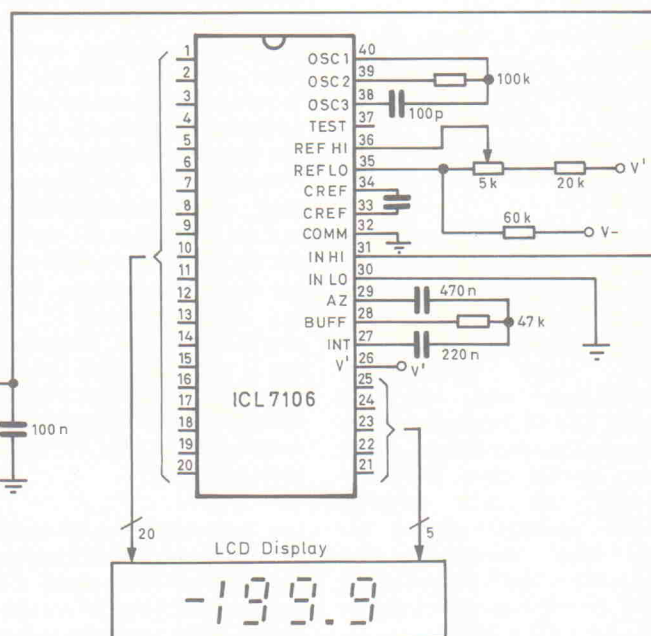 1
2
3
4
5
6
7
8
9
10
11
12
13
14
15
16
17
18
19
20
OSC1 40
OSC2 39 100k
OSC3 38 100p
TEST 37
REF HI 36
REF LO 35 5k 20k V'
CREF 34
CREF 33 60k V-
COMM 32
IN HI 31
IN LO 30
AZ 29 470n
BUFF 28 47k
INT 27 220n
V' 26 V'
25
24
23
22
21
ICL7106
100n
20
5
LCD Display
-199.9